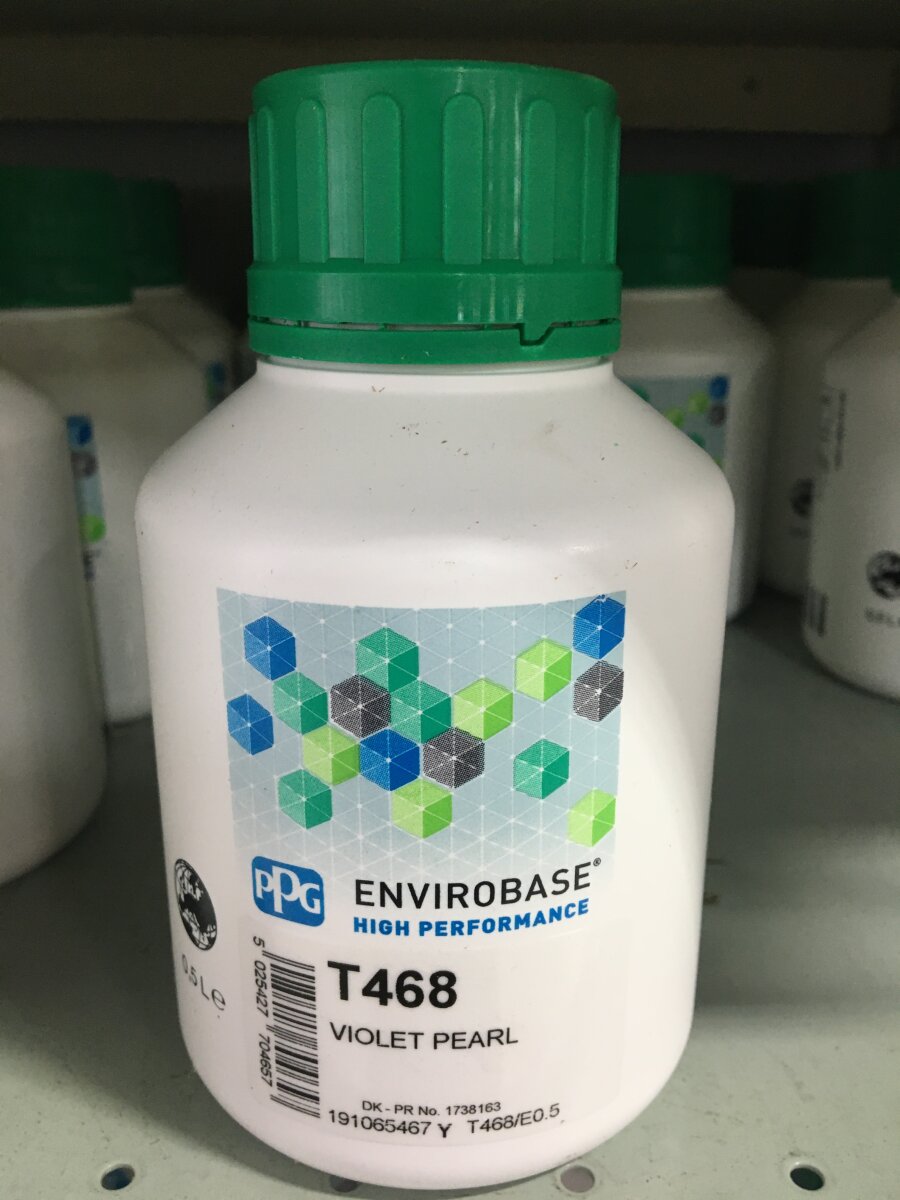 PPG
ENVIROBASE®
HIGH PERFORMANCE
0,5 L e
5 025427 704657
T468
VIOLET PEARL
DK - PR No. 1738163
191065467 Y T468/E0.5